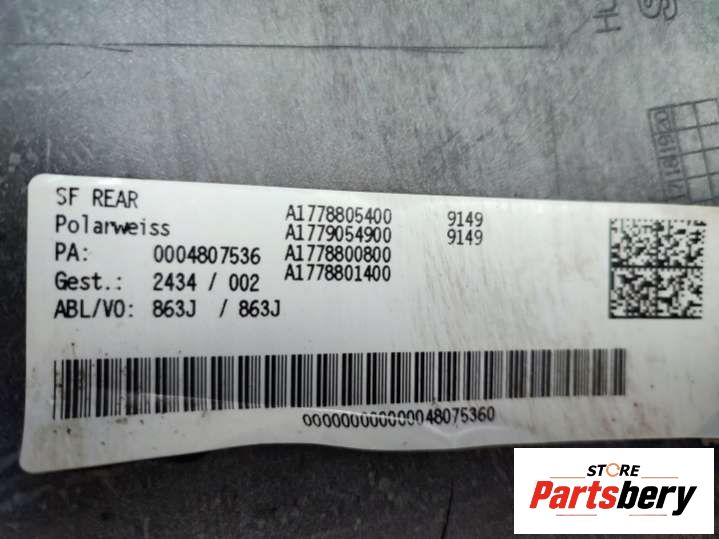 SF REAR
Polarweiss
PA: 0004807536
Gest.: 2434 / 002
ABL/VO: 863J / 863J
A1778805400 9149
A1779054900 9149
A1778800800
A1778801400
000000000000048075360
STORE
Partsbery